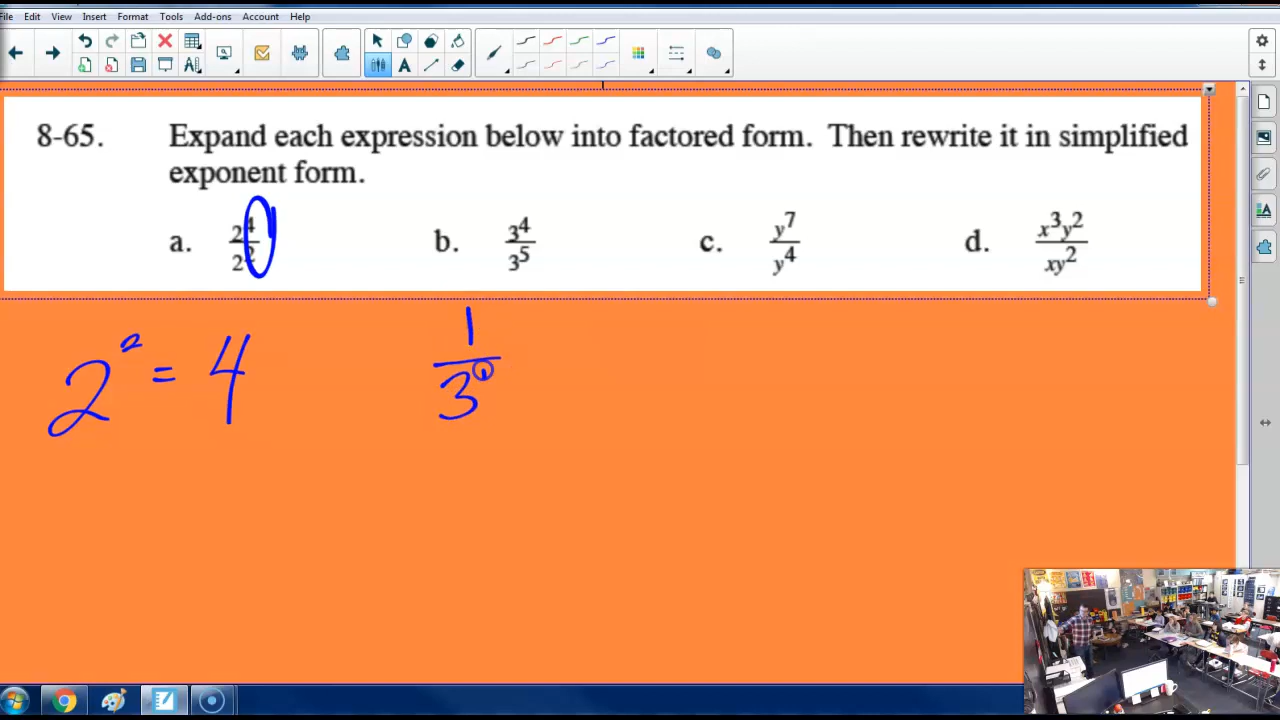 File Edit View Insert Format Tools Add-ons Account Help
8-65. Expand each expression below into factored form. Then rewrite it in simplified
exponent form.
a. 2^4/2^2 b. 3^4/3^5 c. y^7/y^4 d. x^3y^2/xy^2
2^2 = 4 1/3^1